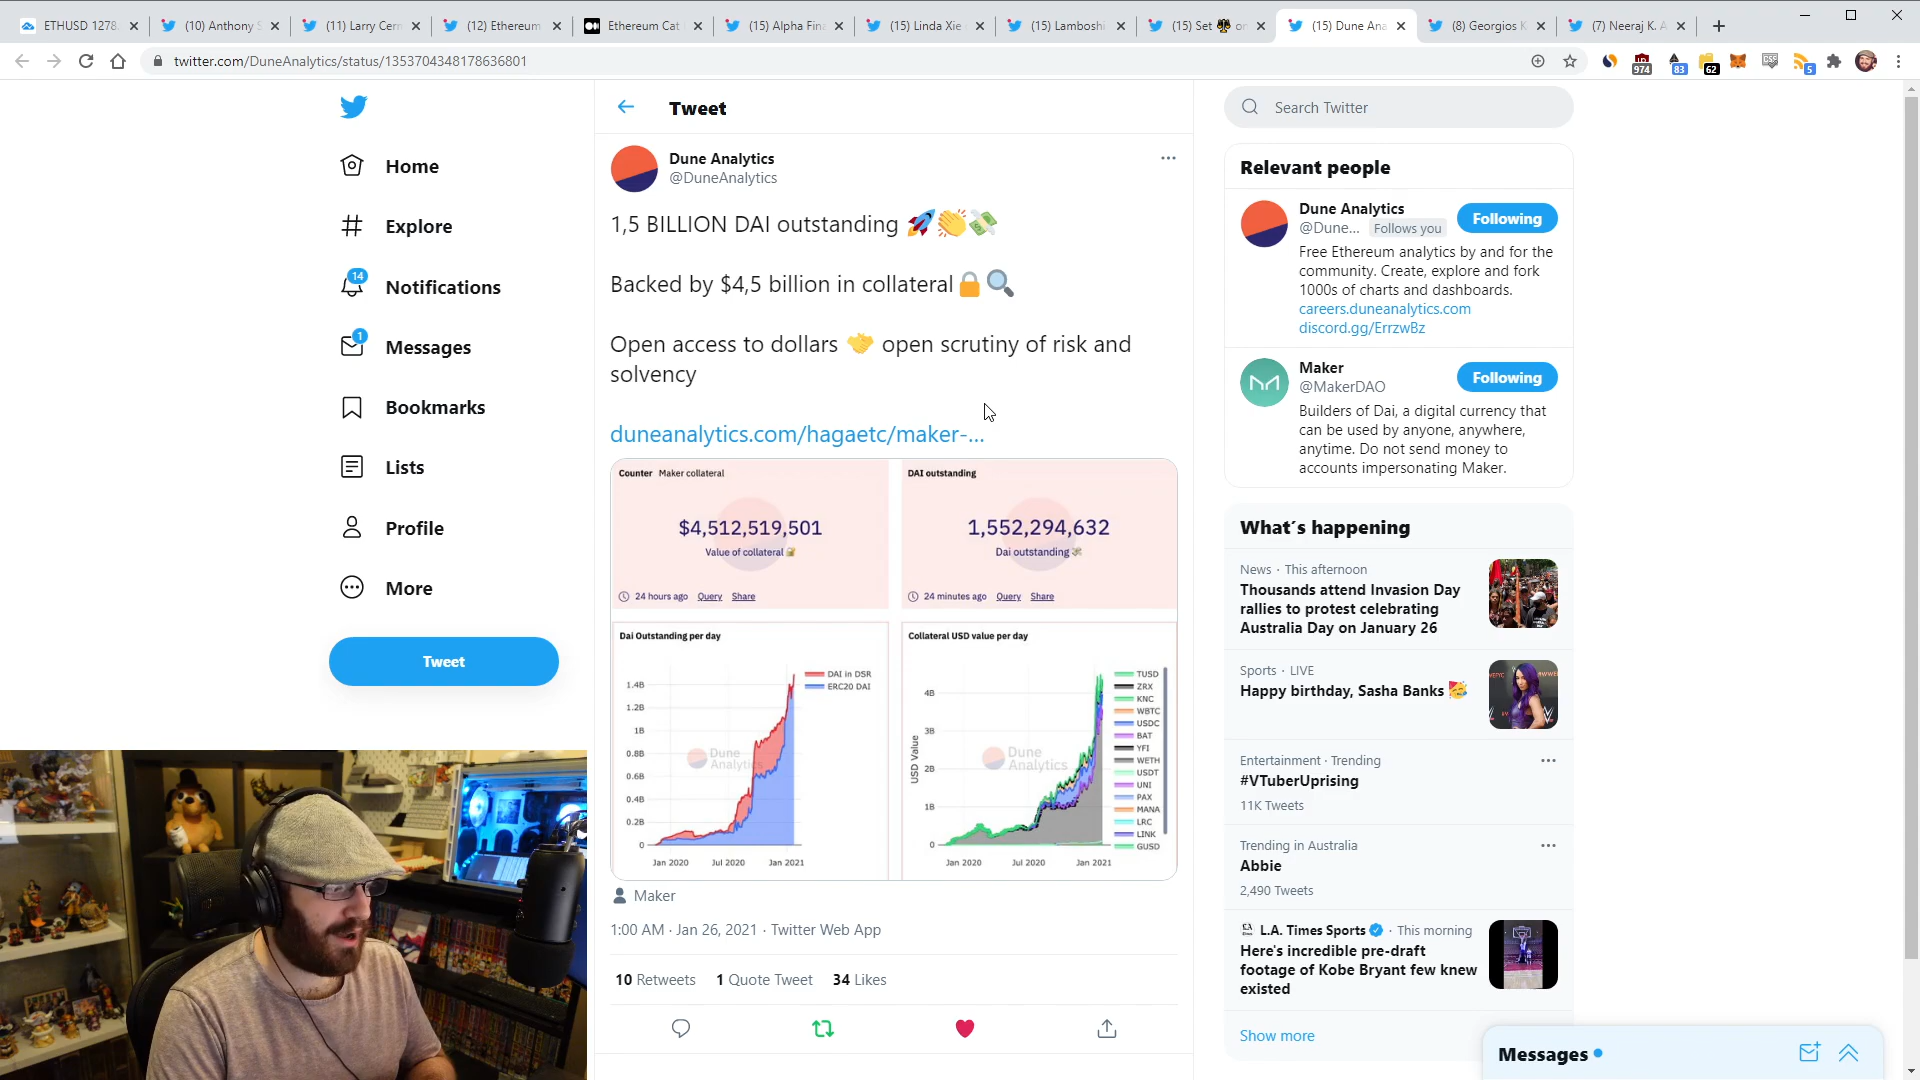 ETHUSD 1278.
(10) Anthony S
(11) Larry Cerm
(12) Ethereum
Ethereum Cat H
(15) Alpha Fina
(15) Linda Xie
(15) Lamboshi
(15) Set on
(15) Dune Ana
(8) Georgios K
(7) Neeraj K. A
twitter.com/DuneAnalytics/status/1353704348178636801
974
83
62
5
Home
Explore
14
Notifications
1
Messages
Bookmarks
Lists
Profile
More
Tweet
Tweet
Dune Analytics
@DuneAnalytics
1,5 BILLION DAI outstanding 🚀👏💸
Backed by $4,5 billion in collateral🔒🔍
Open access to dollars 🤝 open scrutiny of risk and
solvency
duneanalytics.com/hagaetc/maker-...
Counter Maker collateral
$4,512,519,501
Value of collateral 🔐
24 hours ago Query Share
DAI outstanding
1,552,294,632
Dai outstanding 💸
24 minutes ago Query Share
Dai Outstanding per day
DAI in DSR
ERC20 DAI
1.4B
1.2B
1B
0.8B
0.6B
0.4B
0.2B
0
Dune
Analytics
Jan 2020
Jul 2020
Jan 2021
Collateral USD value per day
USD Value
4B
3B
2B
1B
0
Dune
Analytics
Jan 2020
Jul 2020
Jan 2021
TUSD
ZRX
KNC
WBTC
USDC
BAT
YFI
WETH
USDT
UNI
PAX
MANA
LRC
LINK
GUSD
Maker
1:00 AM · Jan 26, 2021 · Twitter Web App
10 Retweets 1 Quote Tweet 34 Likes
Search Twitter
Relevant people
Dune Analytics
@Dune... Follows you
Following
Free Ethereum analytics by and for the
community. Create, explore and fork
1000s of charts and dashboards.
careers.duneanalytics.com
discord.gg/ErrzwBz
Maker
@MakerDAO
Following
Builders of Dai, a digital currency that
can be used by anyone, anywhere,
anytime. Do not send money to
accounts impersonating Maker.
What's happening
News · This afternoon
Thousands attend Invasion Day
rallies to protest celebrating
Australia Day on January 26
Sports · LIVE
Happy birthday, Sasha Banks 🥳
Entertainment · Trending
#VTuberUprising
11K Tweets
Trending in Australia
Abbie
2,490 Tweets
L.A. Times Sports · This morning
Here's incredible pre-draft
footage of Kobe Bryant few knew
existed
Show more
Messages